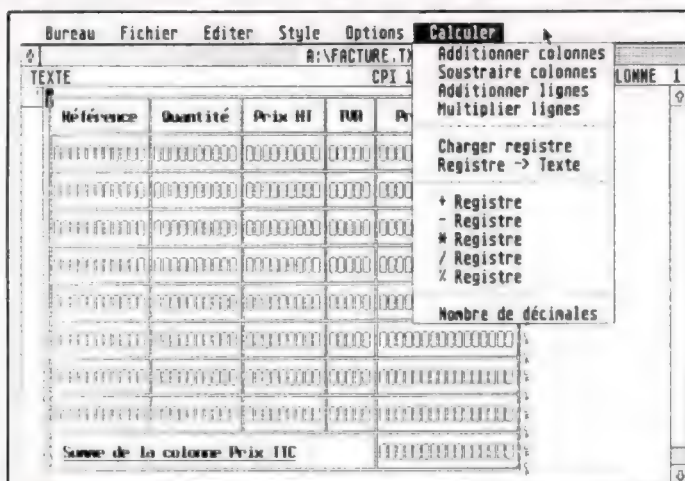 Bureau Fichier Editer Style Options Calculer
A:\FACTURE.TX
TEXTE CPI 1 LONNE 1
Référence Quantité Prix HT TVA Pr
Additionner colonnes
Soustraire colonnes
Additionner lignes
Multiplier lignes
Charger registre
Registre -> Texte
+ Registre
- Registre
* Registre
/ Registre
% Registre
Nombre de décimales
Somme de la colonne Prix TTC